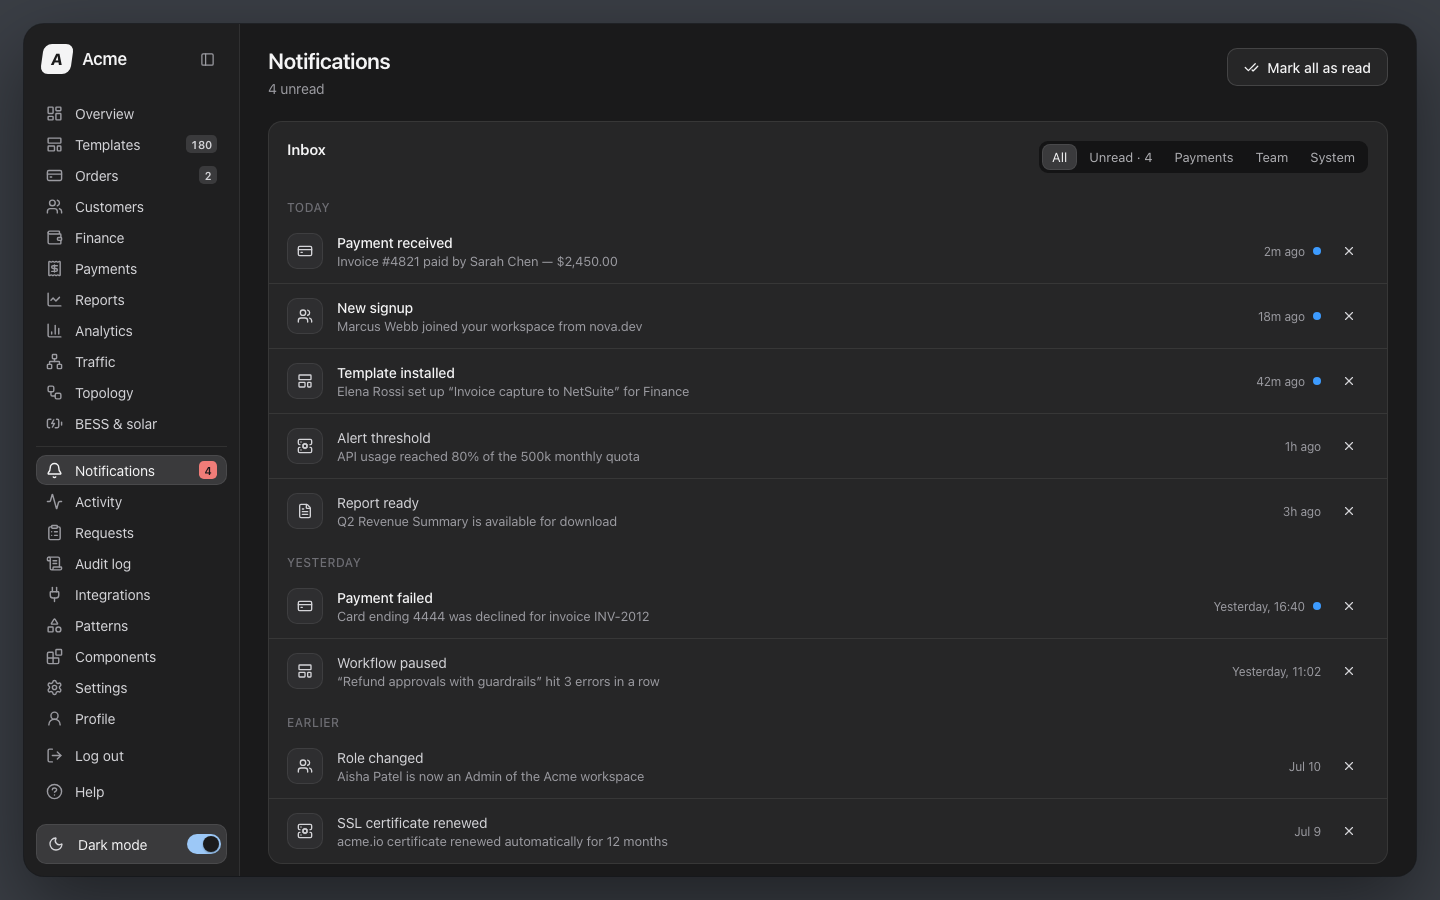 A Acme
Overview
Templates 180
Orders 2
Customers
Finance
Payments
Reports
Analytics
Traffic
Topology
BESS & solar
Notifications 4
Activity
Requests
Audit log
Integrations
Patterns
Components
Settings
Profile
Log out
Help
Dark mode
Notifications
4 unread
Mark all as read
Inbox
All Unread · 4 Payments Team System
TODAY
Payment received
Invoice #4821 paid by Sarah Chen — $2,450.00
2m ago
New signup
Marcus Webb joined your workspace from nova.dev
18m ago
Template installed
Elena Rossi set up “Invoice capture to NetSuite” for Finance
42m ago
Alert threshold
API usage reached 80% of the 500k monthly quota
1h ago
Report ready
Q2 Revenue Summary is available for download
3h ago
YESTERDAY
Payment failed
Card ending 4444 was declined for invoice INV-2012
Yesterday, 16:40
Workflow paused
“Refund approvals with guardrails” hit 3 errors in a row
Yesterday, 11:02
EARLIER
Role changed
Aisha Patel is now an Admin of the Acme workspace
Jul 10
SSL certificate renewed
acme.io certificate renewed automatically for 12 months
Jul 9